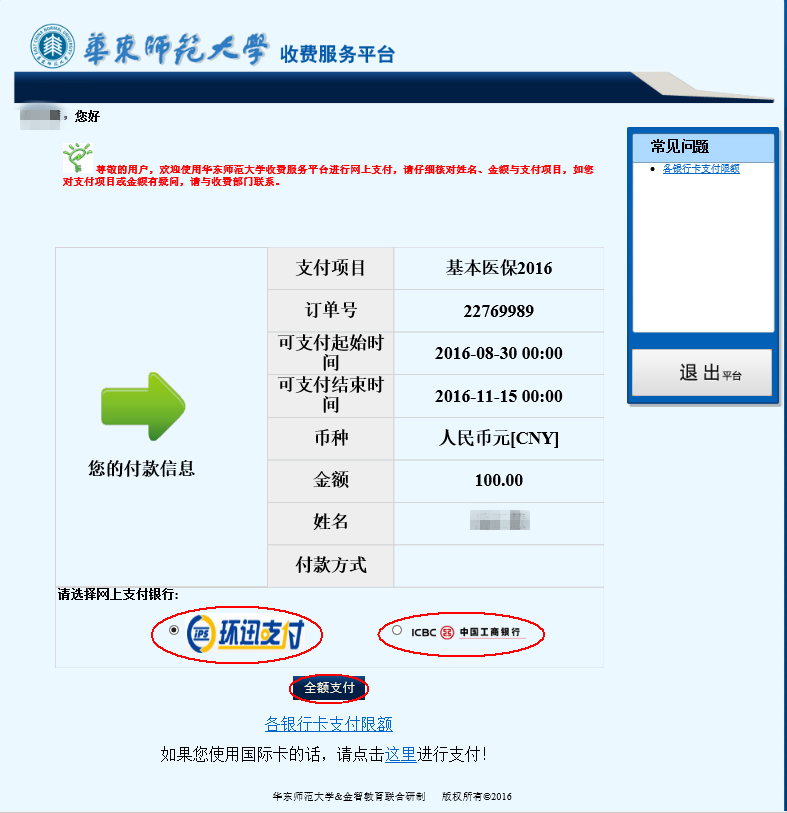 華東師範大學 收费服务平台
，您好
尊敬的用户，欢迎使用华东师范大学收费服务平台进行网上支付，请仔细核对姓名、金额与支付项目，如您
对支付项目或金额有疑问，请与收费部门联系。
常见问题
各银行卡支付限额
退出平台
您的付款信息
支付项目 基本医保2016
订单号 22769989
可支付起始时
间 2016-08-30 00:00
可支付结束时
间 2016-11-15 00:00
币种 人民币元[CNY]
金额 100.00
姓名
付款方式
请选择网上支付银行:
IPS 环迅支付 ICBC 中国工商银行
全额支付
各银行卡支付限额
如果您使用国际卡的话，请点击这里进行支付！
华东师范大学&金智教育联合研制 版权所有©2016